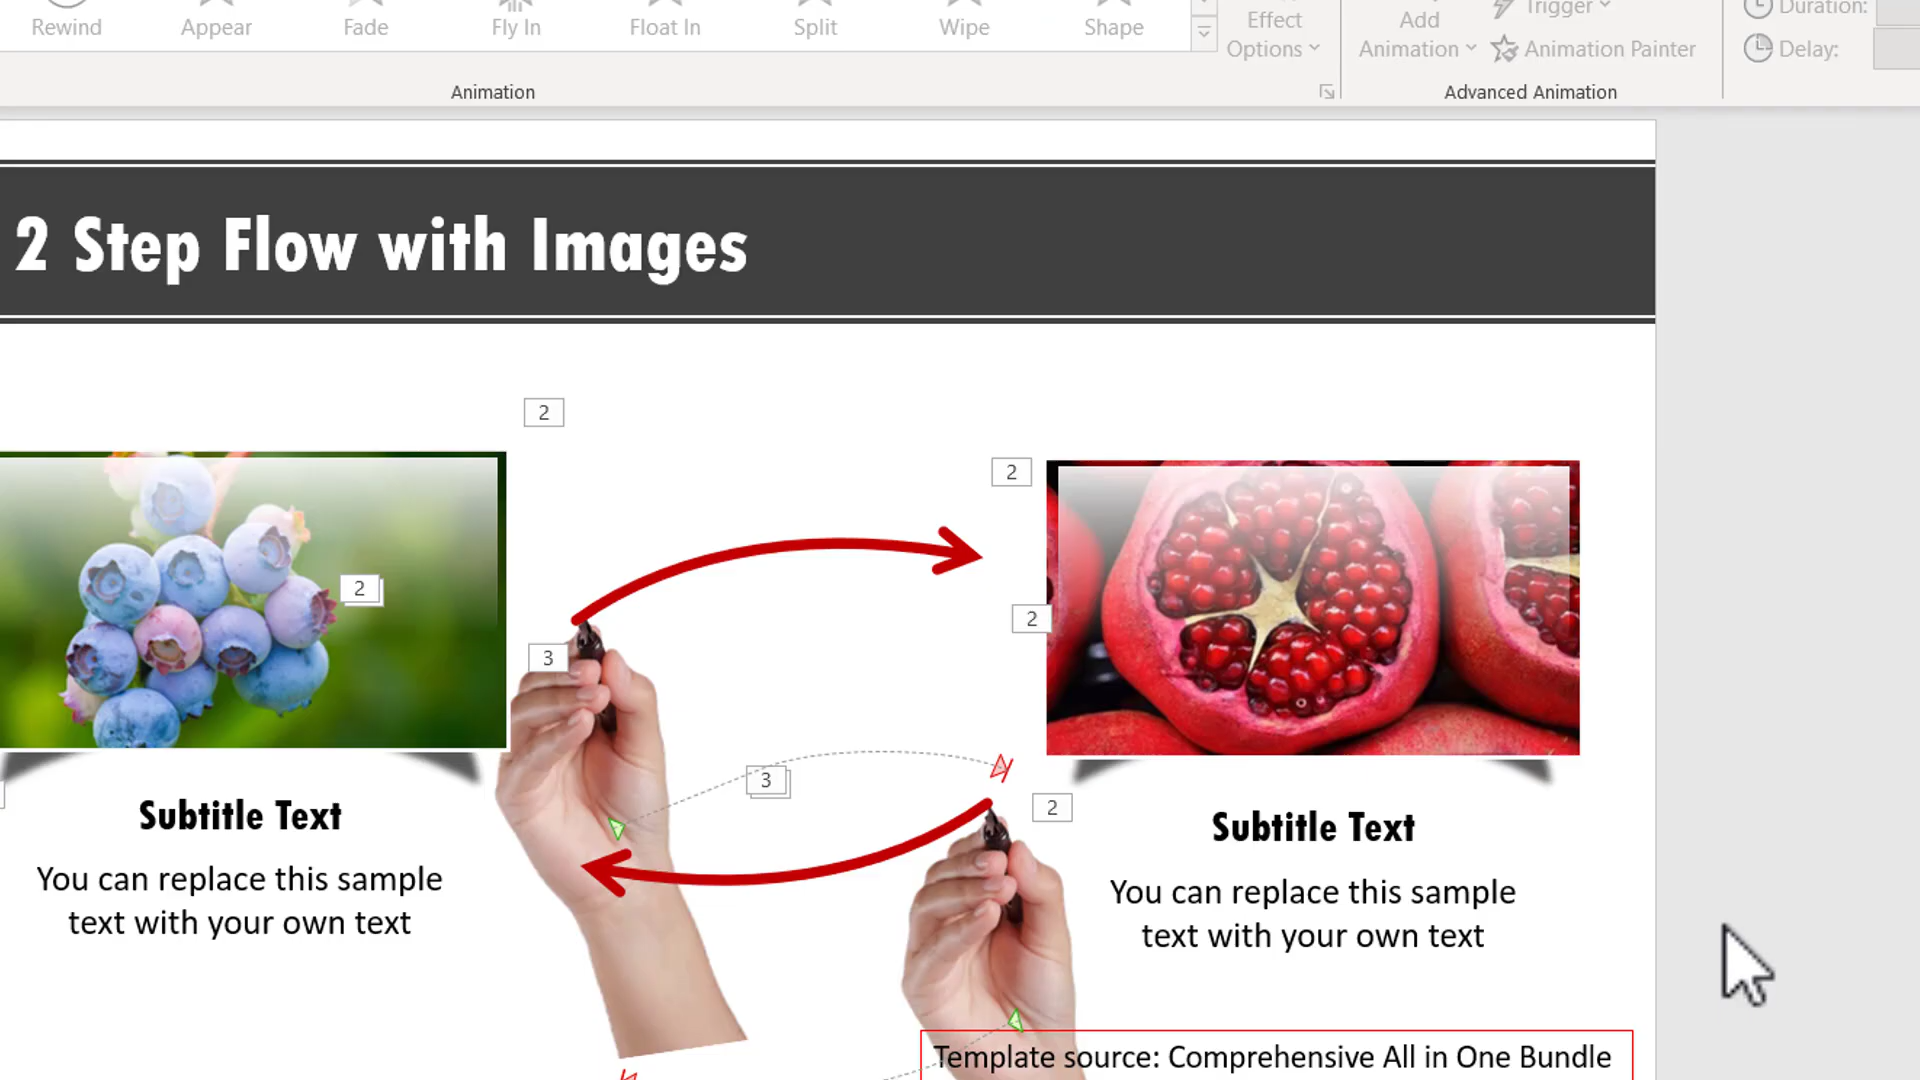 Rewind Appear Fade Fly In Float In Split Wipe Shape
Effect
Options
Add
Animation
Trigger
Animation Painter
Duration:
Delay:
Animation
Advanced Animation
2 Step Flow with Images
2
2
2
2
3
3
2
Subtitle Text
You can replace this sample
text with your own text
Subtitle Text
You can replace this sample
text with your own text
Template source: Comprehensive All in One Bundle